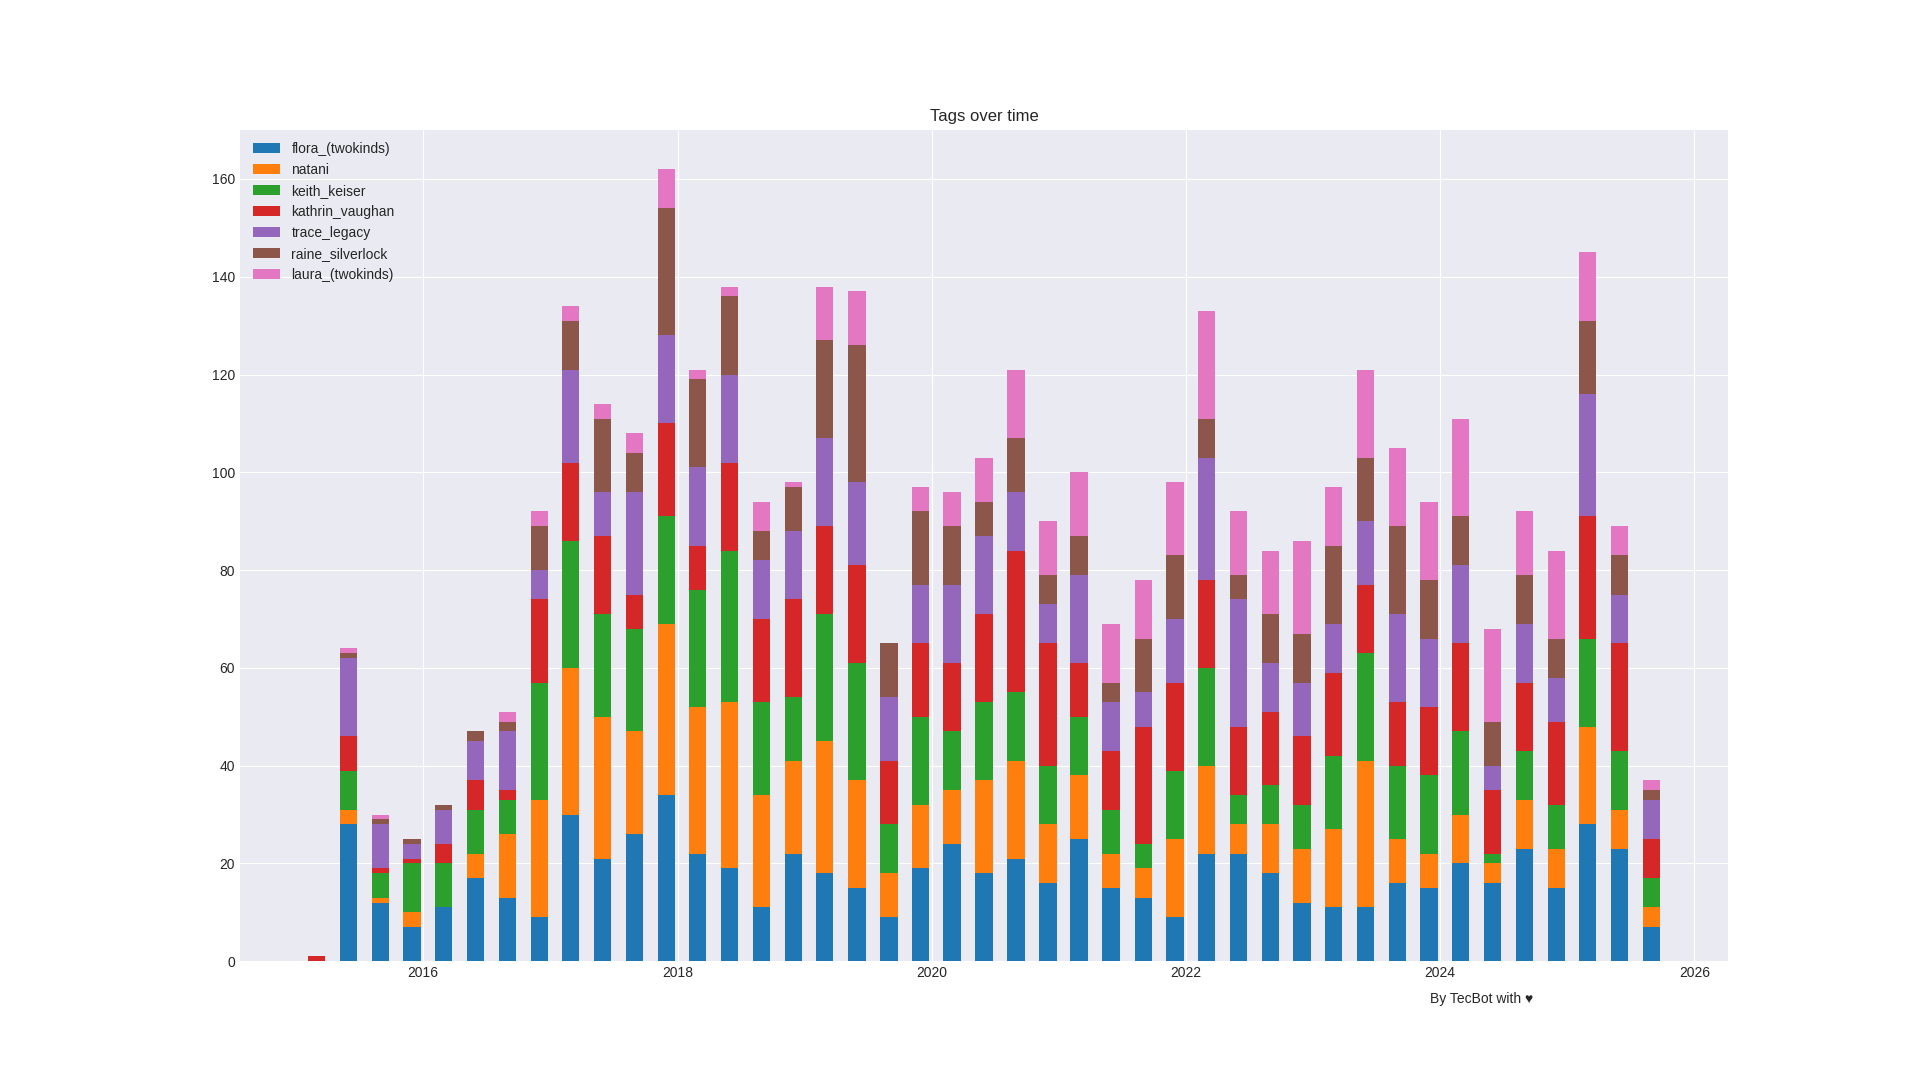 Tags over time
flora_(twokinds)
natani
keith_keiser
kathrin_vaughan
trace_legacy
raine_silverlock
laura_(twokinds)
160
140
120
100
80
60
40
20
0
2016 2018 2020 2022 2024 2026
By TecBot with ♥